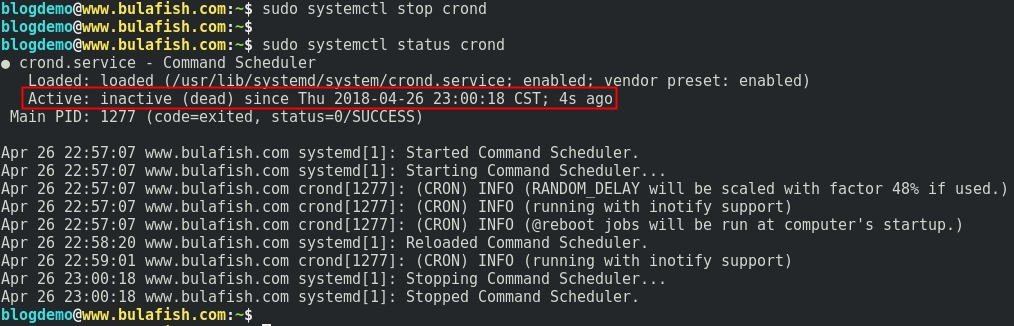 blogdemo@www.bulafish.com:~$ sudo systemctl stop crond
blogdemo@www.bulafish.com:~$
blogdemo@www.bulafish.com:~$ sudo systemctl status crond
● crond.service - Command Scheduler
   Loaded: loaded (/usr/lib/systemd/system/crond.service; enabled; vendor preset: enabled)
   Active: inactive (dead) since Thu 2018-04-26 23:00:18 CST; 4s ago
 Main PID: 1277 (code=exited, status=0/SUCCESS)

Apr 26 22:57:07 www.bulafish.com systemd[1]: Started Command Scheduler.
Apr 26 22:57:07 www.bulafish.com systemd[1]: Starting Command Scheduler...
Apr 26 22:57:07 www.bulafish.com crond[1277]: (CRON) INFO (RANDOM_DELAY will be scaled with factor 48% if used.)
Apr 26 22:57:07 www.bulafish.com crond[1277]: (CRON) INFO (running with inotify support)
Apr 26 22:57:07 www.bulafish.com crond[1277]: (CRON) INFO (@reboot jobs will be run at computer's startup.)
Apr 26 22:58:20 www.bulafish.com systemd[1]: Reloaded Command Scheduler.
Apr 26 22:59:01 www.bulafish.com crond[1277]: (CRON) INFO (running with inotify support)
Apr 26 23:00:18 www.bulafish.com systemd[1]: Stopping Command Scheduler...
Apr 26 23:00:18 www.bulafish.com systemd[1]: Stopped Command Scheduler.
blogdemo@www.bulafish.com:~$